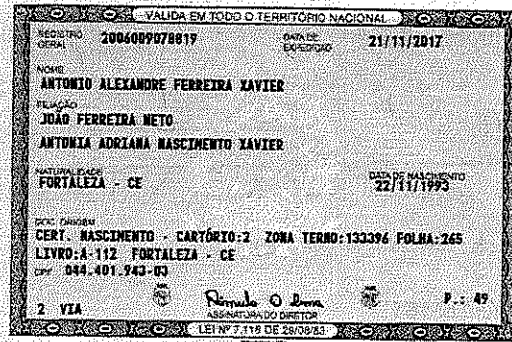 VÁLIDA EM TODO O TERRITÓRIO NACIONAL
REGISTRO GERAL 2006009078819 DATA DE EXPEDIÇÃO 21/11/2017
NOME
ANTONIO ALEXANDRE FERREIRA XAVIER
FILIAÇÃO
JOÃO FERREIRA NETO
ANTONIA ADRIANA NASCIMENTO XAVIER
NATURALIDADE DATA DE NASCIMENTO
FORTALEZA - CE 22/11/1993
DOC. ORIGEM
CERT. NASCIMENTO - CARTÓRIO:2 ZONA TERMO:133396 FOLHA:265
LIVRO:A-112 FORTALEZA - CE
CPF 044.401.943-03
2 VIA P.: 49
ASSINATURA DO DIRETOR
LEI Nº 7.116 DE 29/08/83